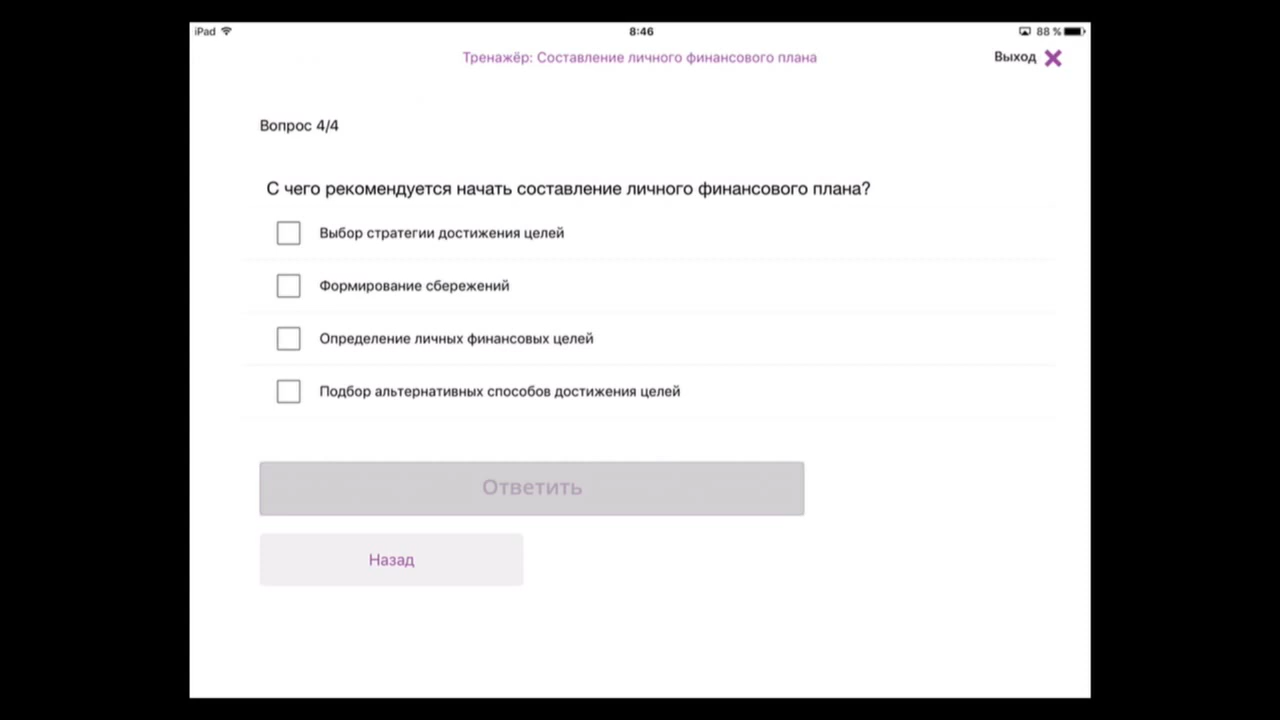 iPad
8:46
88 %
Тренажёр: Составление личного финансового плана
Выход
Вопрос 4/4
С чего рекомендуется начать составление личного финансового плана?
Выбор стратегии достижения целей
Формирование сбережений
Определение личных финансовых целей
Подбор альтернативных способов достижения целей
Ответить
Назад